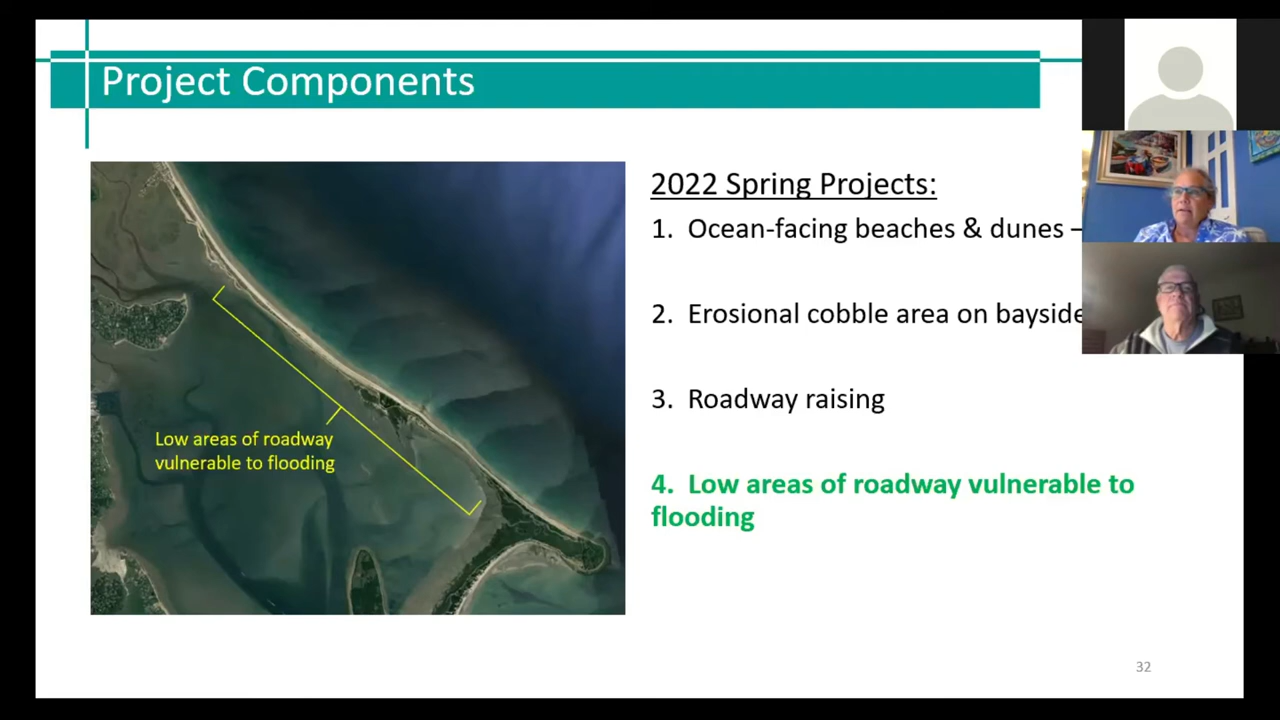 Project Components
Low areas of roadway
vulnerable to flooding
2022 Spring Projects:
1. Ocean-facing beaches & dunes –
2. Erosional cobble area on bayside
3. Roadway raising
4. Low areas of roadway vulnerable to
flooding
32